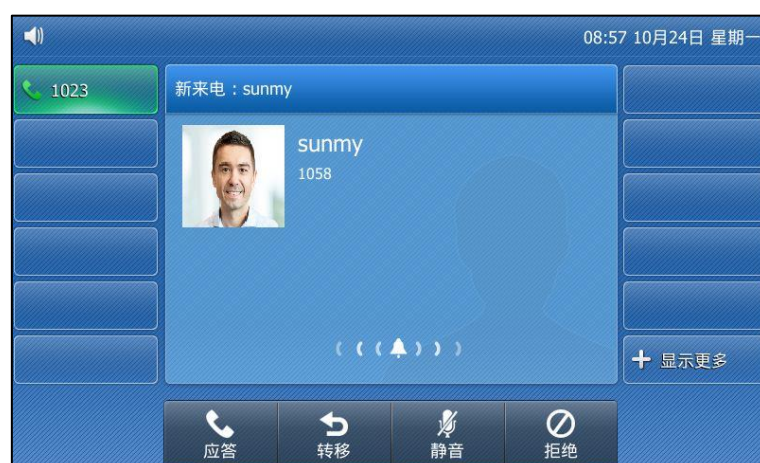 08:57 10月24日 星期一
1023
新来电：sunmy
sunmy
1058
显示更多
应答 转移 静音 拒绝